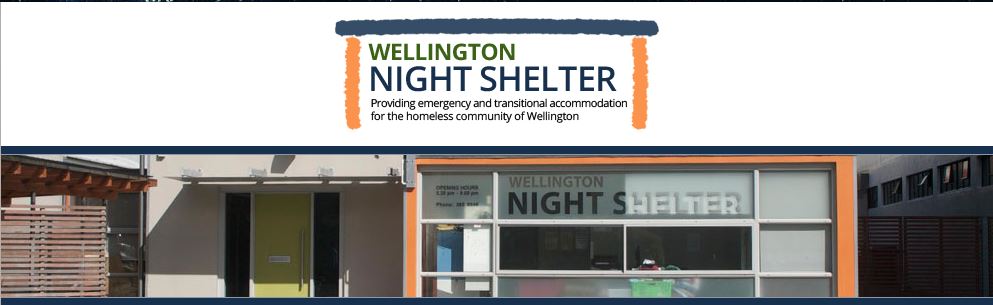 WELLINGTON
NIGHT SHELTER
Providing emergency and transitional accommodation
for the homeless community of Wellington
OPENING HOURS
Phone:
WELLINGTON
NIGHT SHELTER